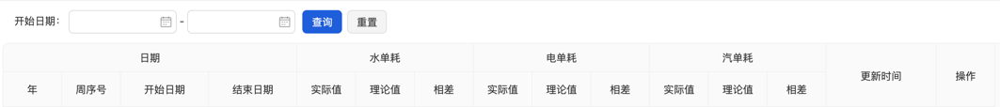 开始日期： - 查询 重置
日期 水单耗 电单耗 汽单耗 更新时间 操作
年 周序号 开始日期 结束日期 实际值 理论值 相差 实际值 理论值 相差 实际值 理论值 相差